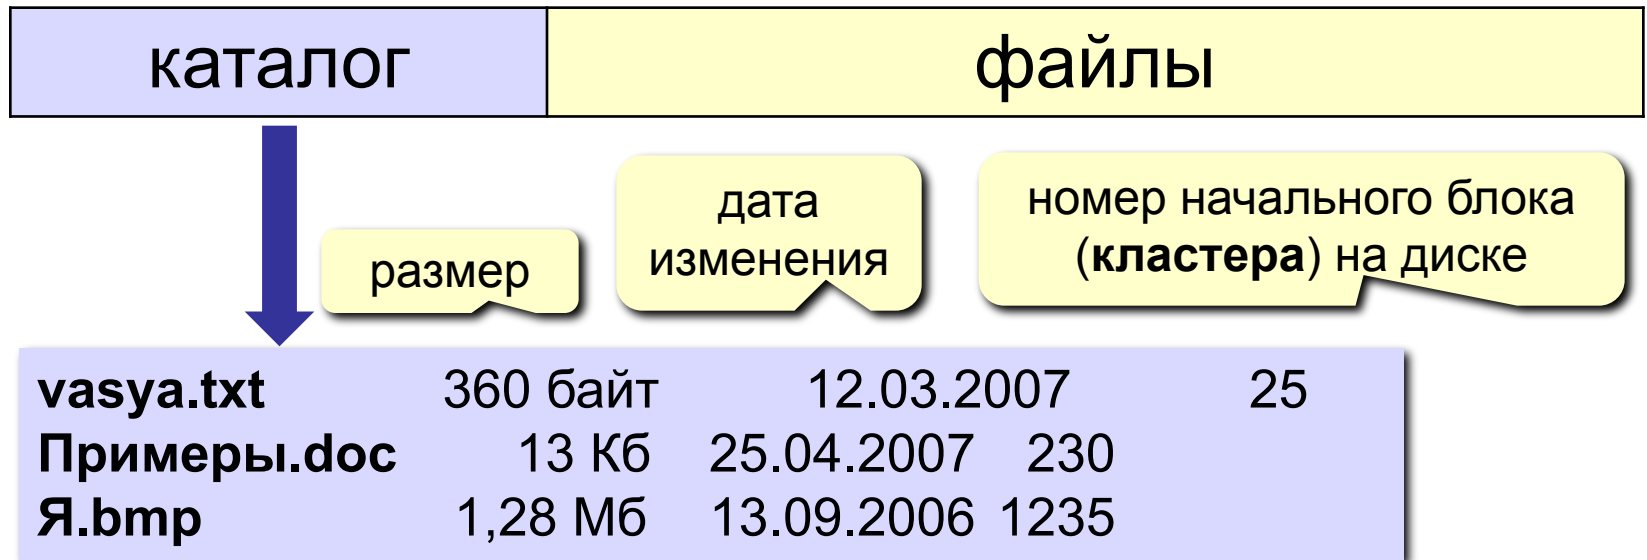 каталог
файлы
размер
дата
изменения
номер начального блока
(кластера) на диске
vasya.txt 360 байт 12.03.2007 25
Примеры.doc 13 Кб 25.04.2007 230
Я.bmp 1,28 Мб 13.09.2006 1235